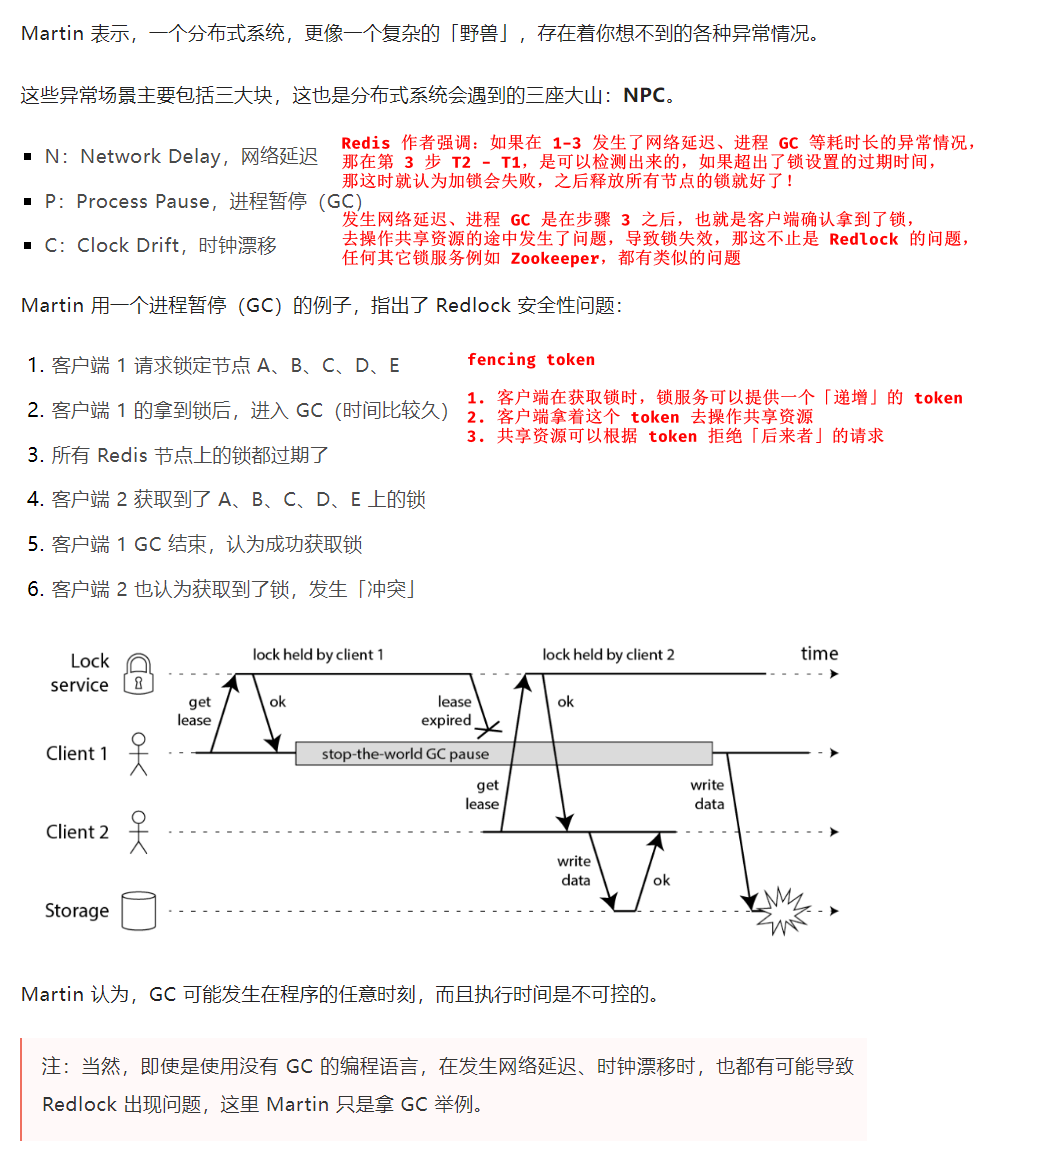 Martin 表示，一个分布式系统，更像一个复杂的「野兽」，存在着你想不到的各种异常情况。
这些异常场景主要包括三大块，这也是分布式系统会遇到的三座大山：NPC。
N：Network Delay，网络延迟
P：Process Pause，进程暂停（GC）
C：Clock Drift，时钟漂移
Redis 作者强调：如果在 1-3 发生了网络延迟、进程 GC 等耗时长的异常情况，
那在第 3 步 T2 - T1，是可以检测出来的，如果超出了锁设置的过期时间，
那这时就认为加锁会失败，之后释放所有节点的锁就好了！
发生网络延迟、进程 GC 是在步骤 3 之后，也就是客户端确认拿到了锁，
去操作共享资源的途中发生了问题，导致锁失效，那这不止是 Redlock 的问题，
任何其它锁服务例如 Zookeeper，都有类似的问题
Martin 用一个进程暂停（GC）的例子，指出了 Redlock 安全性问题：
1. 客户端 1 请求锁定节点 A、B、C、D、E
2. 客户端 1 的拿到锁后，进入 GC（时间比较久）
3. 所有 Redis 节点上的锁都过期了
4. 客户端 2 获取到了 A、B、C、D、E 上的锁
5. 客户端 1 GC 结束，认为成功获取锁
6. 客户端 2 也认为获取到了锁，发生「冲突」
fencing token
1. 客户端在获取锁时，锁服务可以提供一个「递增」的 token
2. 客户端拿着这个 token 去操作共享资源
3. 共享资源可以根据 token 拒绝「后来者」的请求
lock held by client 1
lock held by client 2
time
Lock
service
get
lease
ok
lease
expired
ok
Client 1
stop-the-world GC pause
get
lease
write
data
Client 2
write
data
ok
Storage
Martin 认为，GC 可能发生在程序的任意时刻，而且执行时间是不可控的。
注：当然，即使是使用没有 GC 的编程语言，在发生网络延迟、时钟漂移时，也都有可能导致
Redlock 出现问题，这里 Martin 只是拿 GC 举例。